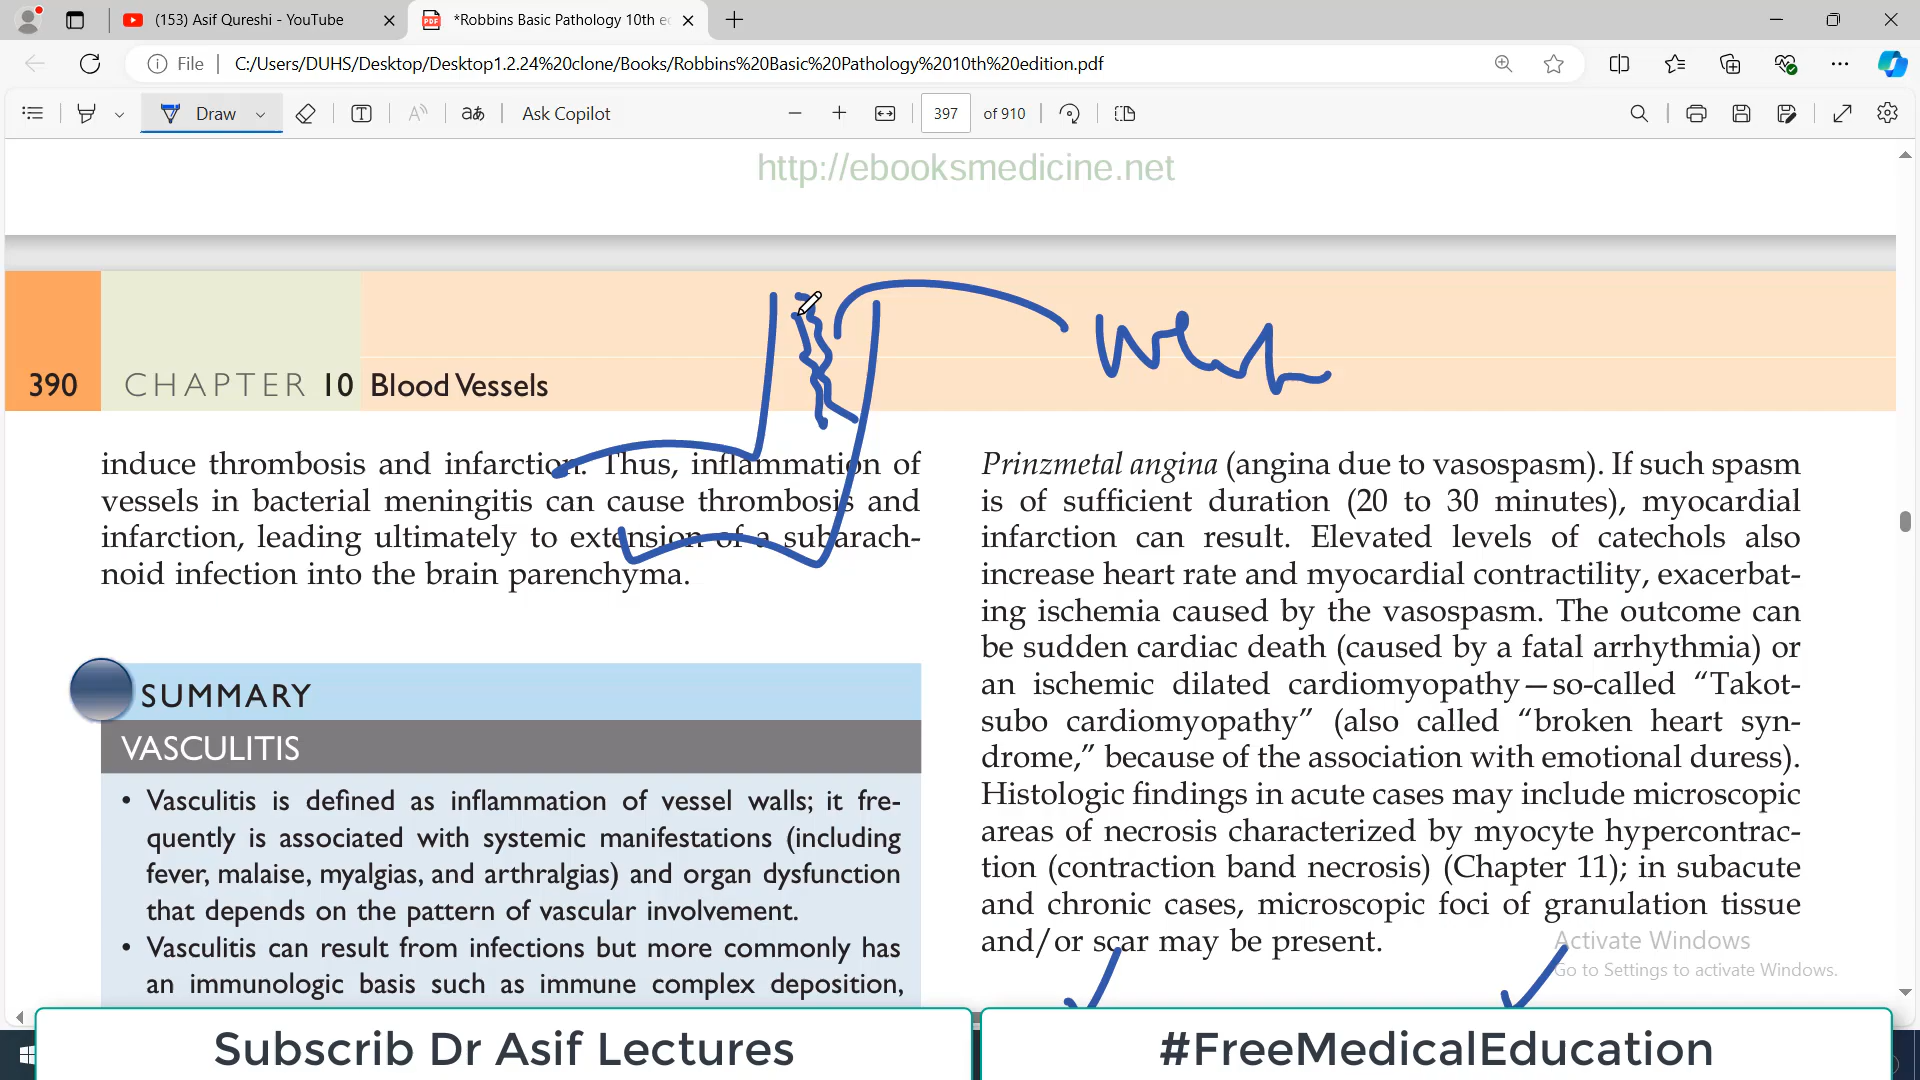 (153) Asif Qureshi - YouTube
*Robbins Basic Pathology 10th e
File
C:/Users/DUHS/Desktop/Desktop1.2.24%20clone/Books/Robbins%20Basic%20Pathology%2010th%20edition.pdf
Draw
Ask Copilot
397 of 910
http://ebooksmedicine.net
390 CHAPTER 10 Blood Vessels
induce thrombosis and infarction. Thus, inflammation of
vessels in bacterial meningitis can cause thrombosis and
infarction, leading ultimately to extension of a subarach-
noid infection into the brain parenchyma.
SUMMARY
VASCULITIS
• Vasculitis is defined as inflammation of vessel walls; it fre-
quently is associated with systemic manifestations (including
fever, malaise, myalgias, and arthralgias) and organ dysfunction
that depends on the pattern of vascular involvement.
• Vasculitis can result from infections but more commonly has
an immunologic basis such as immune complex deposition,
Prinzmetal angina (angina due to vasospasm). If such spasm
is of sufficient duration (20 to 30 minutes), myocardial
infarction can result. Elevated levels of catechols also
increase heart rate and myocardial contractility, exacerbat-
ing ischemia caused by the vasospasm. The outcome can
be sudden cardiac death (caused by a fatal arrhythmia) or
an ischemic dilated cardiomyopathy—so-called “Takot-
subo cardiomyopathy” (also called “broken heart syn-
drome,” because of the association with emotional duress).
Histologic findings in acute cases may include microscopic
areas of necrosis characterized by myocyte hypercontrac-
tion (contraction band necrosis) (Chapter 11); in subacute
and chronic cases, microscopic foci of granulation tissue
and/or scar may be present.
Activate Windows
Go to Settings to activate Windows.
Subscrib Dr Asif Lectures
#FreeMedicalEducation